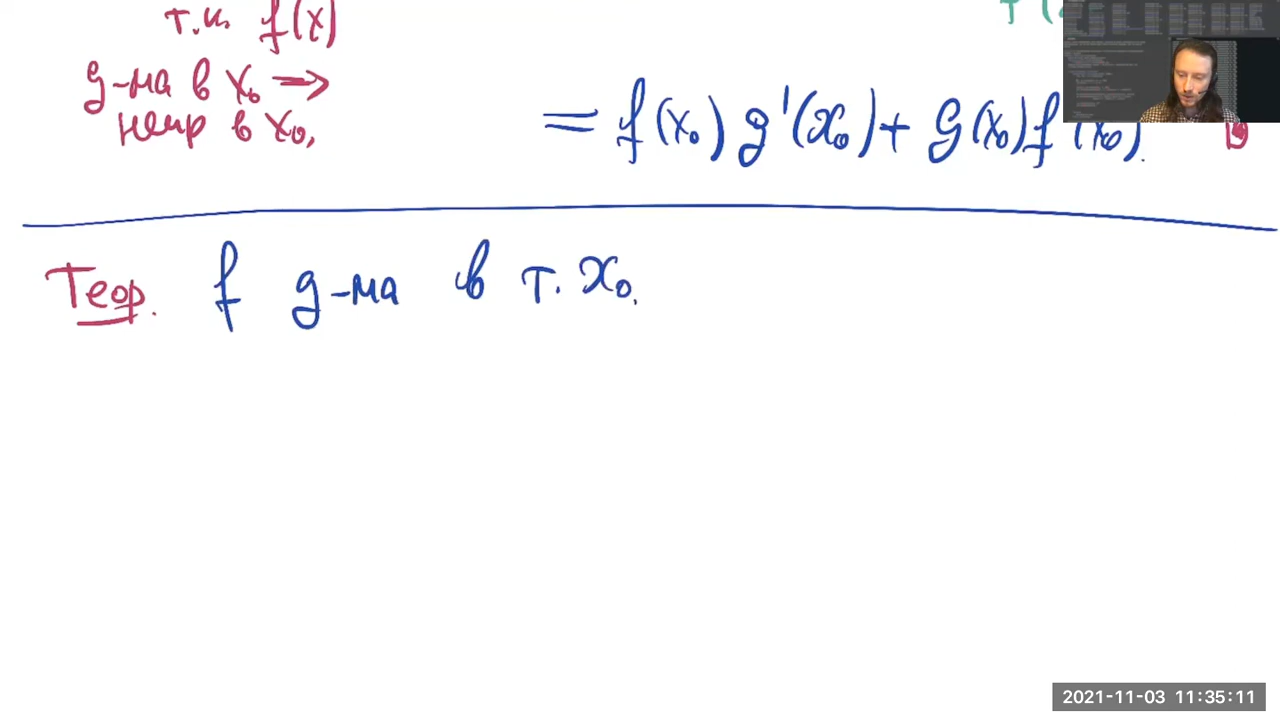 т.к. f(x)
д-ма в x₀ →
непр в x₀,
= f(x₀) g'(x₀) + g(x₀) f'(x₀).
Теор. f д-ма в т. x₀.
2021-11-03 11:35:11